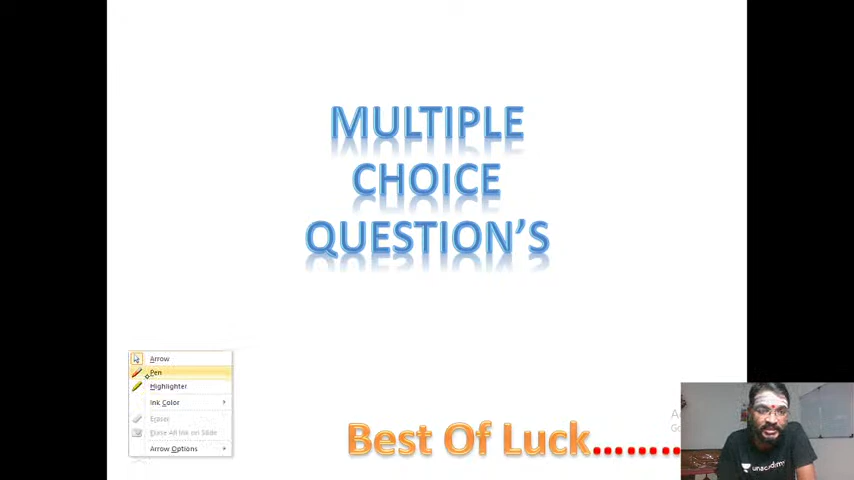 MULTIPLE
CHOICE
QUESTION'S
Arrow
Pen
Highlighter
Ink Color
Eraser
Erase All Ink on Slide
Arrow Options
Best Of Luck.........
unacademy